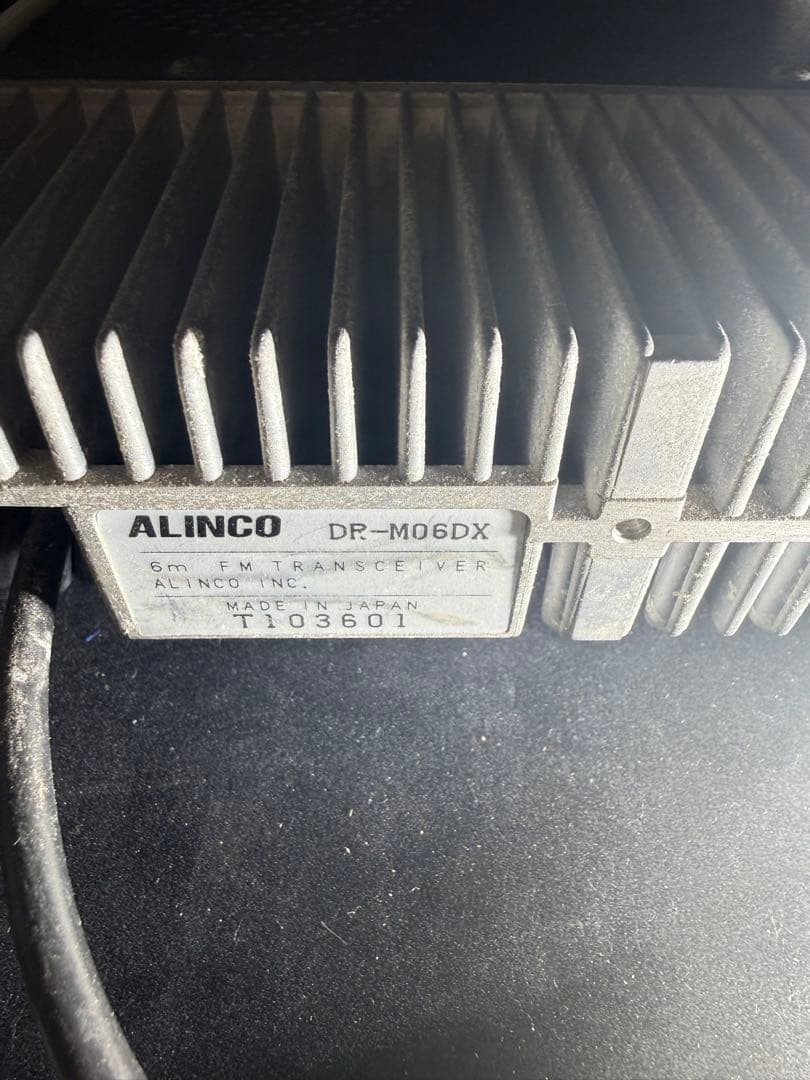 ALINCO DR-M06DX
6m FM TRANSCEIVER
ALINCO INC.
MADE IN JAPAN
T103601